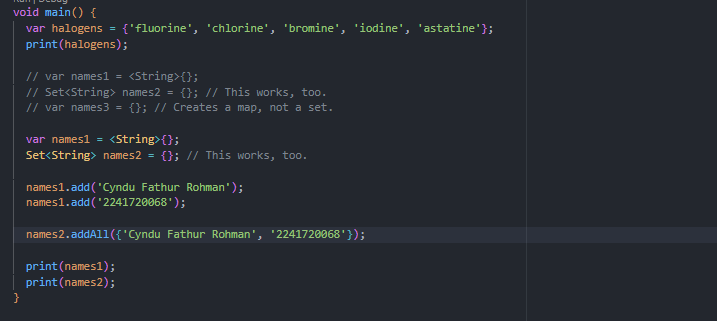 Run | Debug
void main() {
  var halogens = {'fluorine', 'chlorine', 'bromine', 'iodine', 'astatine'};
  print(halogens);

  // var names1 = <String>{};
  // Set<String> names2 = {}; // This works, too.
  // var names3 = {}; // Creates a map, not a set.

  var names1 = <String>{};
  Set<String> names2 = {}; // This works, too.

  names1.add('Cyndu Fathur Rohman');
  names1.add('2241720068');

  names2.addAll({'Cyndu Fathur Rohman', '2241720068'});

  print(names1);
  print(names2);
}